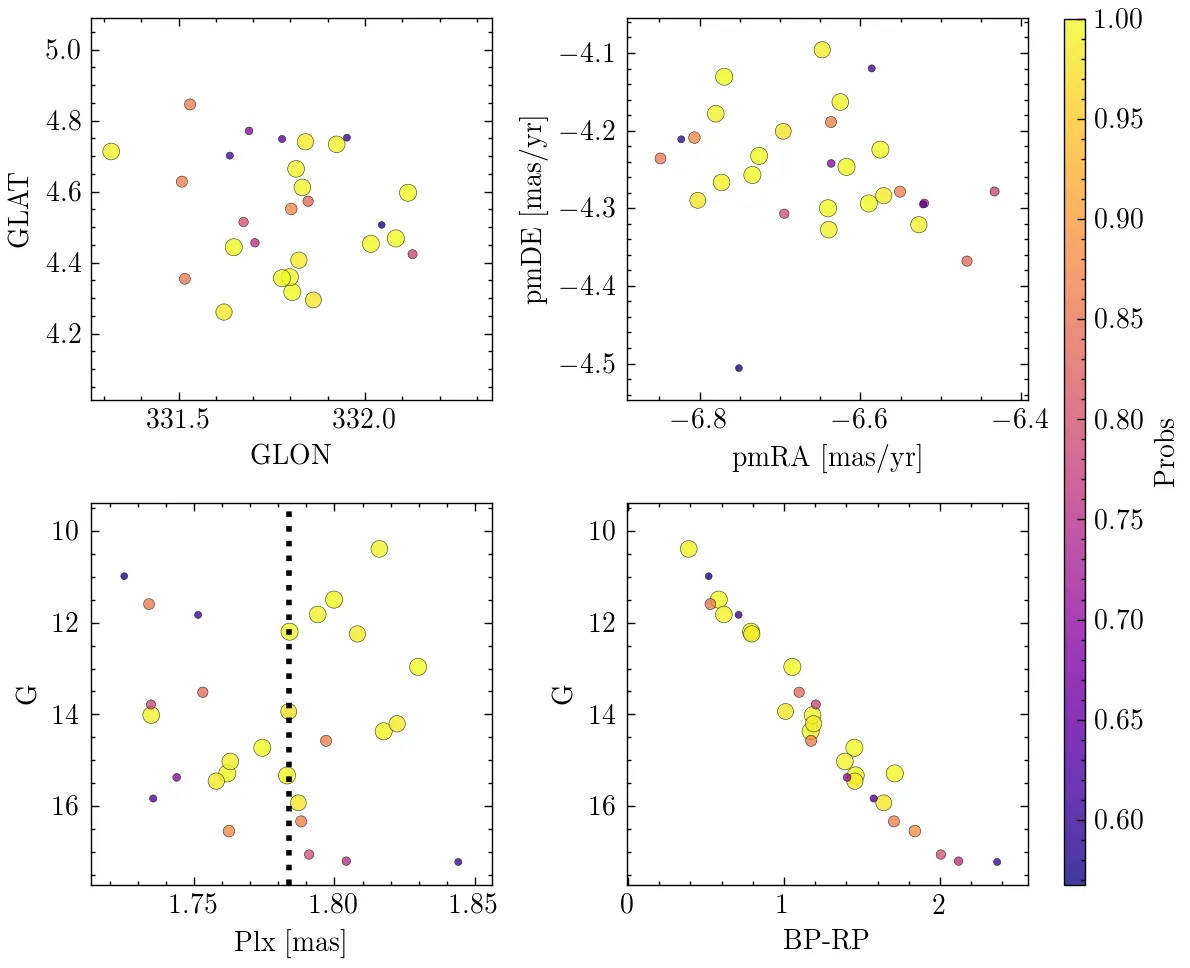 5.0
4.8
4.6
4.4
4.2
GLAT
331.5 332.0
GLON
−4.1
−4.2
−4.3
−4.4
−4.5
pmDE [mas/yr]
−6.8 −6.6 −6.4
pmRA [mas/yr]
10
12
14
16
G
1.75 1.80 1.85
Plx [mas]
10
12
14
16
G
0 1 2
BP-RP
1.00
0.95
0.90
0.85
0.80
0.75
0.70
0.65
0.60
Probs